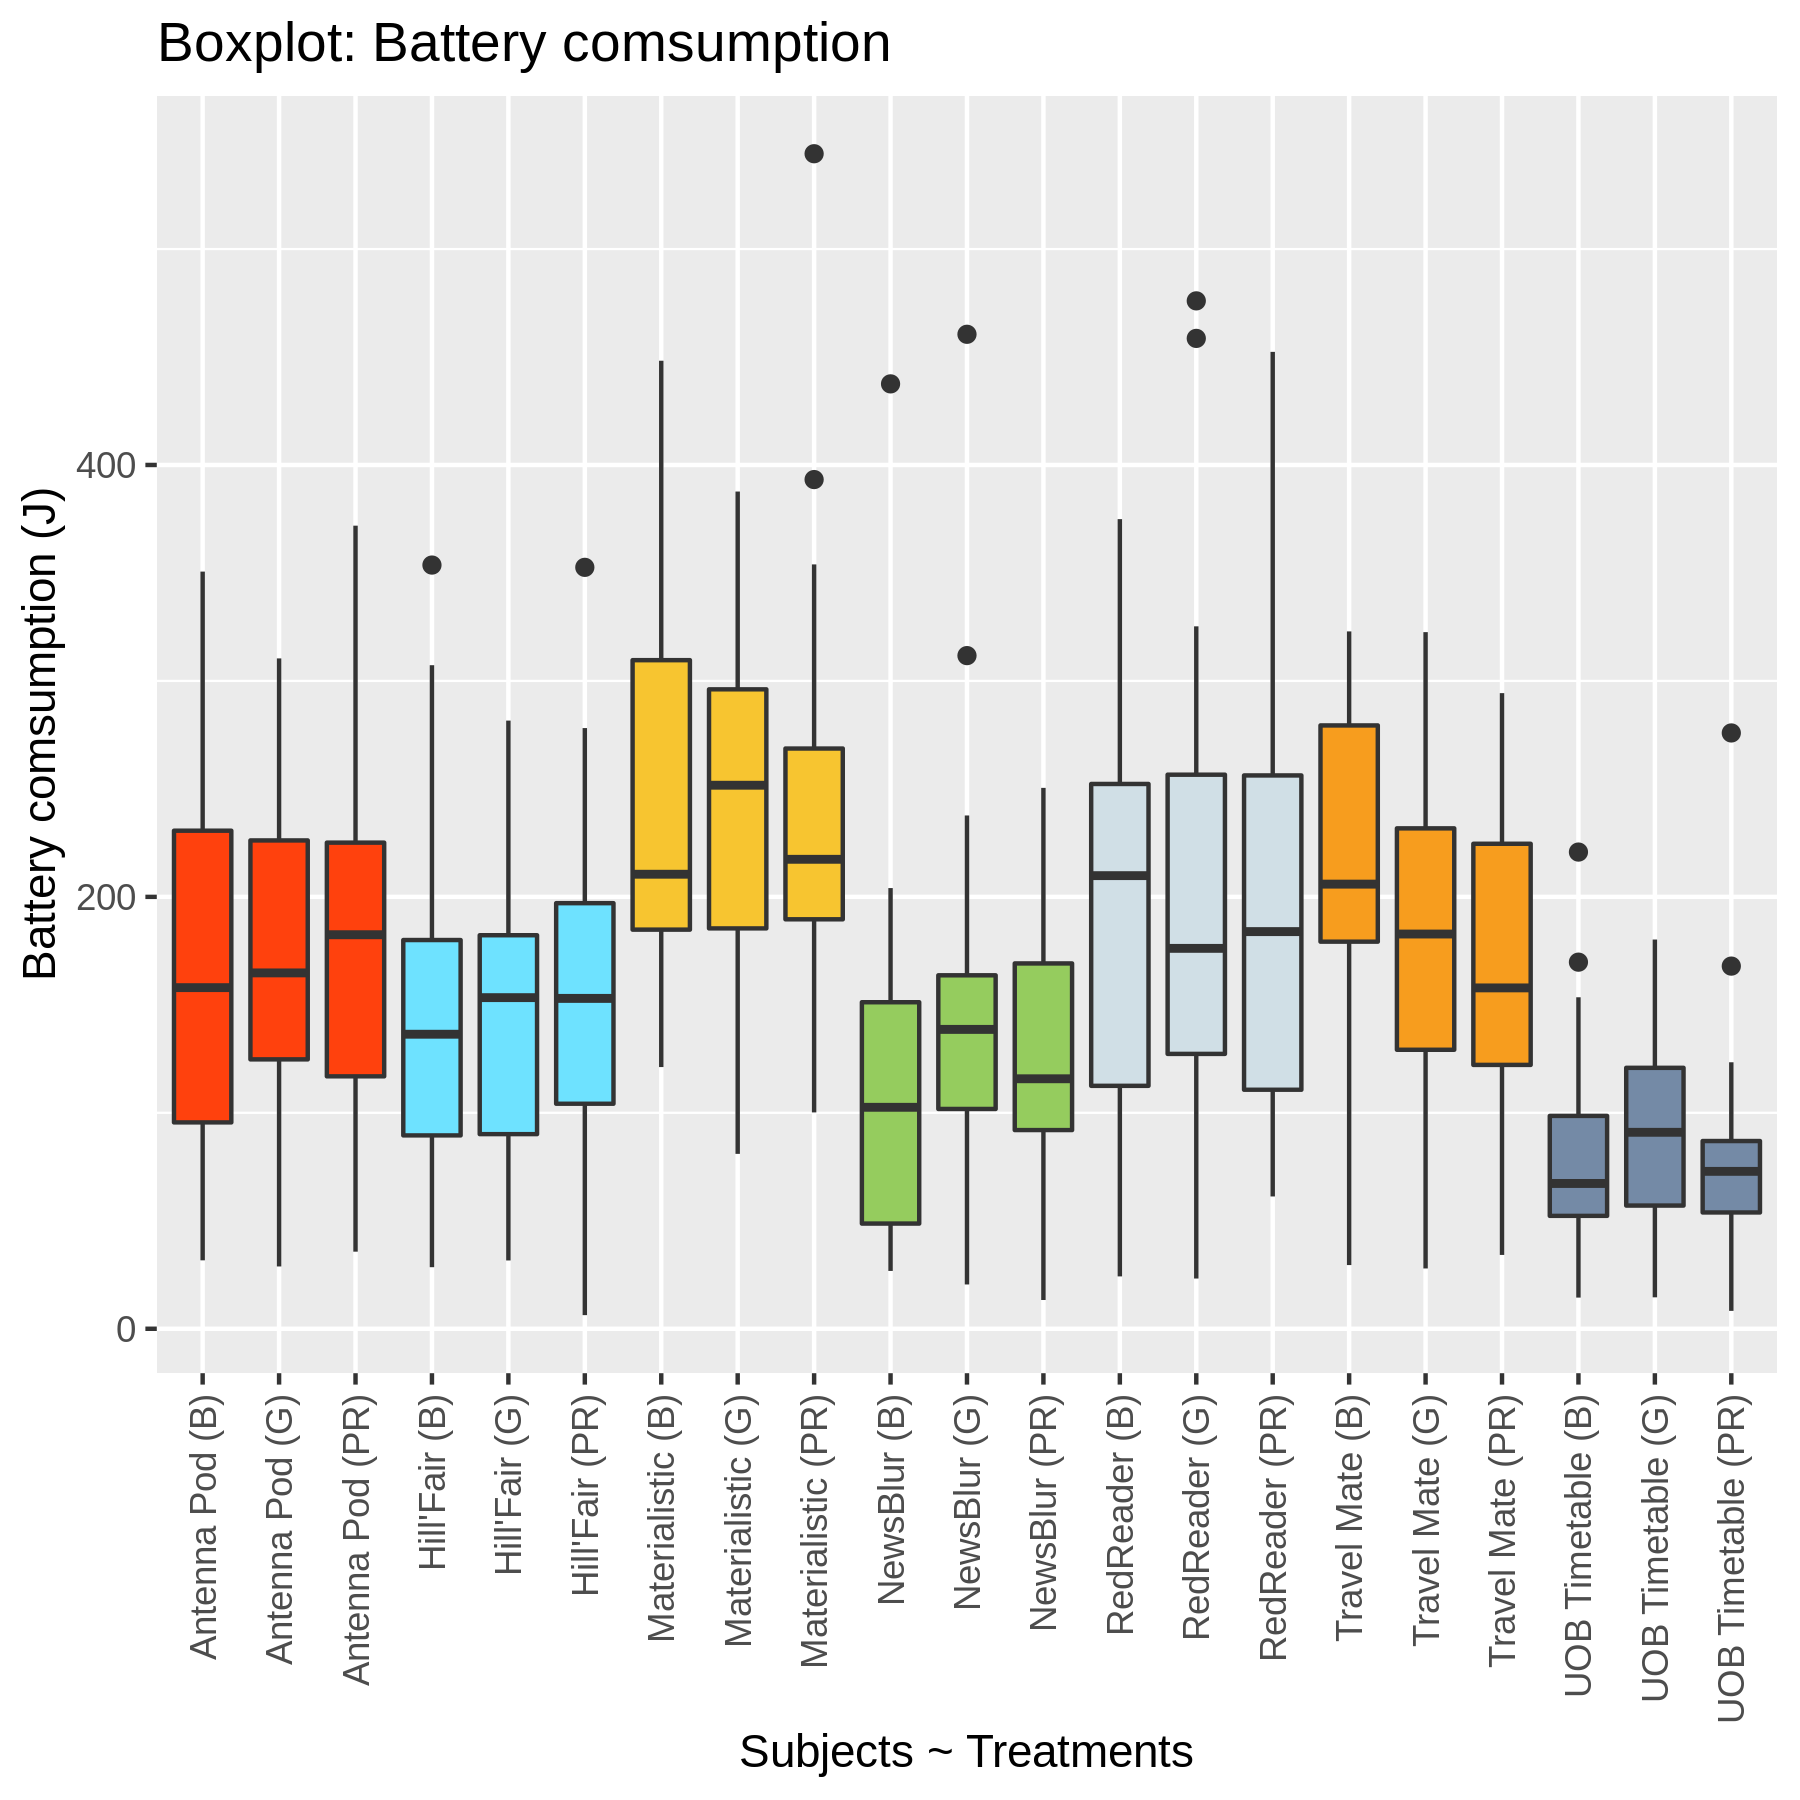 Boxplot: Battery comsumption
Battery comsumption (J)
400
200
0
Antenna Pod (B)
Antenna Pod (G)
Antenna Pod (PR)
Hill'Fair (B)
Hill'Fair (G)
Hill'Fair (PR)
Materialistic (B)
Materialistic (G)
Materialistic (PR)
NewsBlur (B)
NewsBlur (G)
NewsBlur (PR)
RedReader (B)
RedReader (G)
RedReader (PR)
Travel Mate (B)
Travel Mate (G)
Travel Mate (PR)
UOB Timetable (B)
UOB Timetable (G)
UOB Timetable (PR)
Subjects ~ Treatments